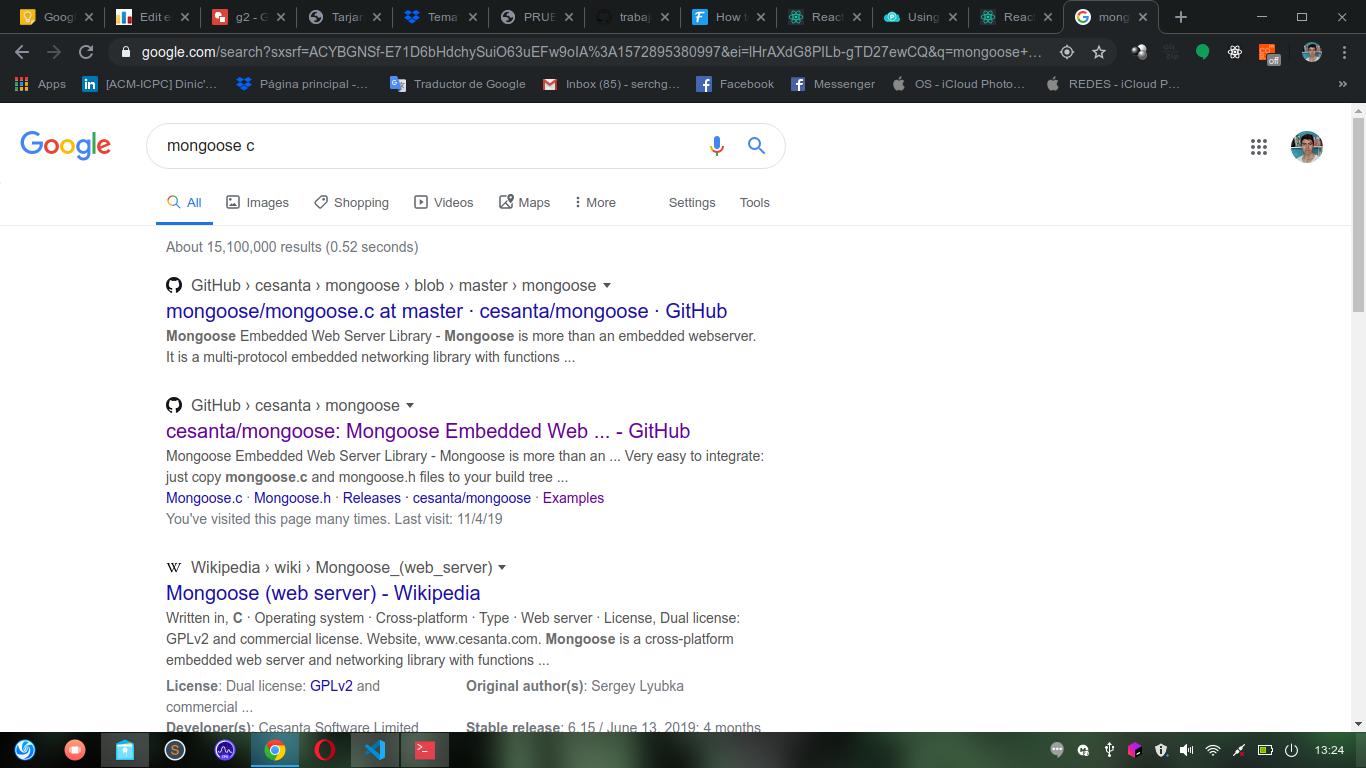 Googl
Edit e
g2 - G
Tarjar
Tema
PRUE
trabaj
How t
React
Using
React
mong
google.com/search?sxsrf=ACYBGNSf-E71D6bHdchySuiO63uEFw9oIA%3A1572895380997&ei=lHrAXdG8PILb-gTD27ewCQ&q=mongoose+...
off
Apps
[ACM-ICPC] Dinic'...
Página principal -...
Traductor de Google
Inbox (85) - serchg...
Facebook
Messenger
OS - iCloud Photo...
REDES - iCloud P...
»
Google
mongoose c
All
Images
Shopping
Videos
Maps
More
Settings
Tools
About 15,100,000 results (0.52 seconds)
GitHub › cesanta › mongoose › blob › master › mongoose
mongoose/mongoose.c at master · cesanta/mongoose · GitHub
Mongoose Embedded Web Server Library - Mongoose is more than an embedded webserver.
It is a multi-protocol embedded networking library with functions ...
GitHub › cesanta › mongoose
cesanta/mongoose: Mongoose Embedded Web ... - GitHub
Mongoose Embedded Web Server Library - Mongoose is more than an ... Very easy to integrate:
just copy mongoose.c and mongoose.h files to your build tree ...
Mongoose.c · Mongoose.h · Releases · cesanta/mongoose · Examples
You've visited this page many times. Last visit: 11/4/19
W Wikipedia › wiki › Mongoose_(web_server)
Mongoose (web server) - Wikipedia
Written in, C · Operating system · Cross-platform · Type · Web server · License, Dual license:
GPLv2 and commercial license. Website, www.cesanta.com. Mongoose is a cross-platform
embedded web server and networking library with functions ...
License: Dual license: GPLv2 and commercial ...
Original author(s): Sergey Lyubka
Developer(s): Cesanta Software Limited
Stable release: 6.15 / June 13, 2019; 4 months
13:24